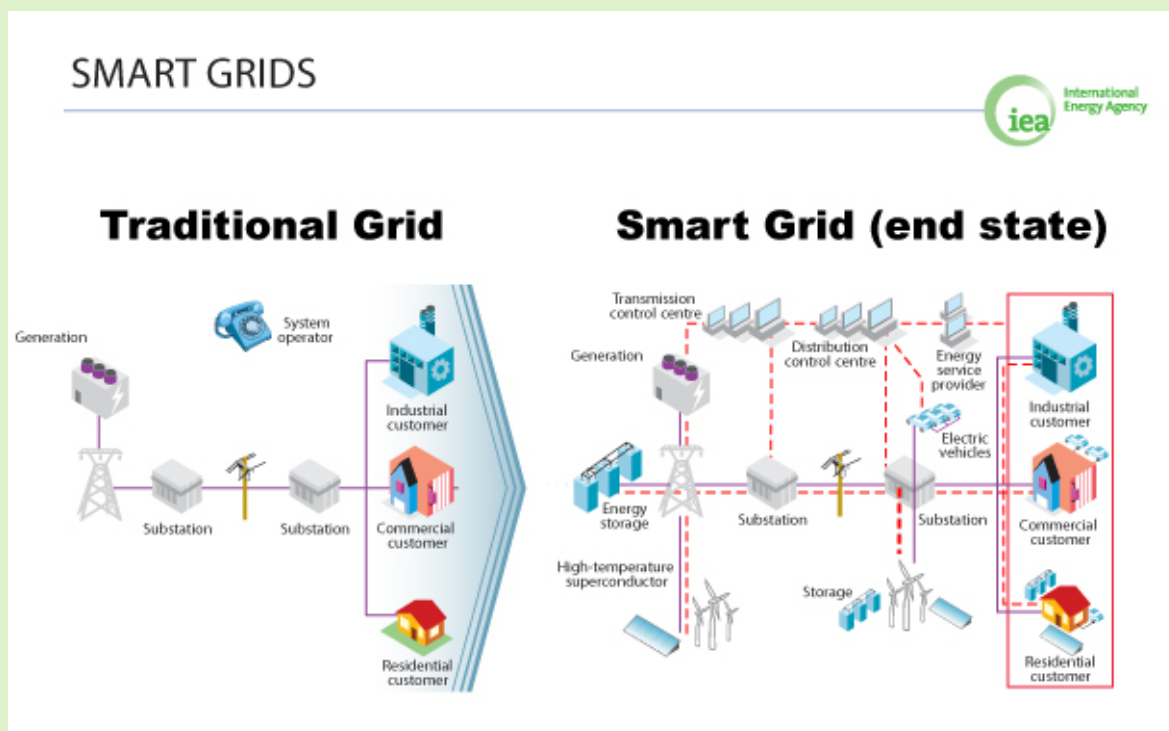 SMART GRIDS
iea
International
Energy Agency
Traditional Grid
Generation
System
operator
Industrial
customer
Substation
Substation
Commercial
customer
Residential
customer
Smart Grid (end state)
Transmission
control centre
Generation
Distribution
control centre
Energy
service
provider
Industrial
customer
Electric
vehicles
Energy
storage
Substation
Substation
Commercial
customer
High-temperature
superconductor
Storage
Residential
customer